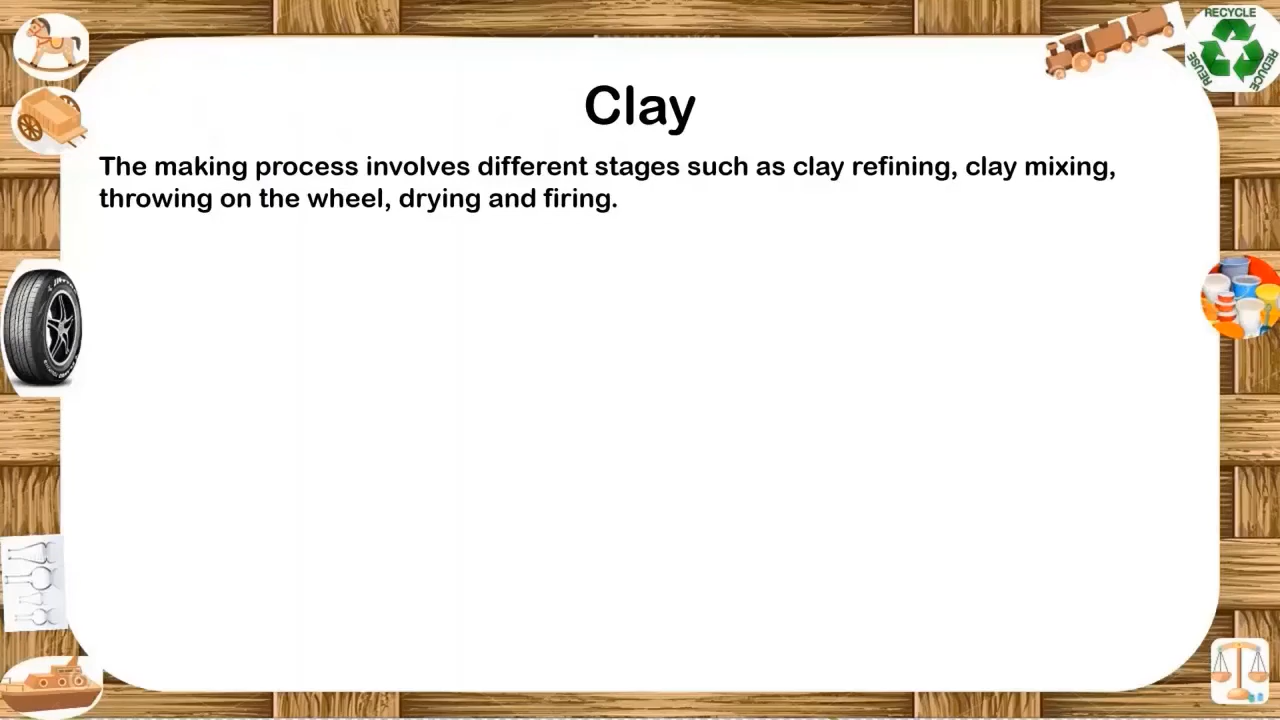 RECYCLE
REUSE
REDUCE
Clay
The making process involves different stages such as clay refining, clay mixing,
throwing on the wheel, drying and firing.